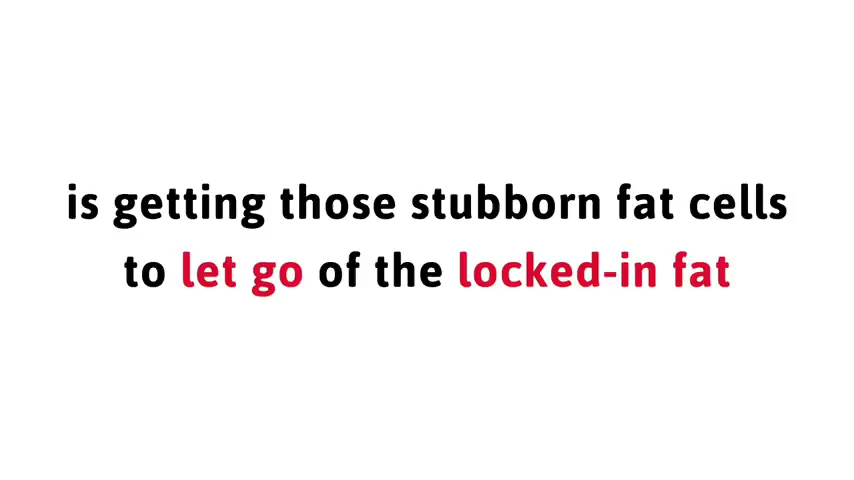 is getting those stubborn fat cells
to let go of the locked-in fat